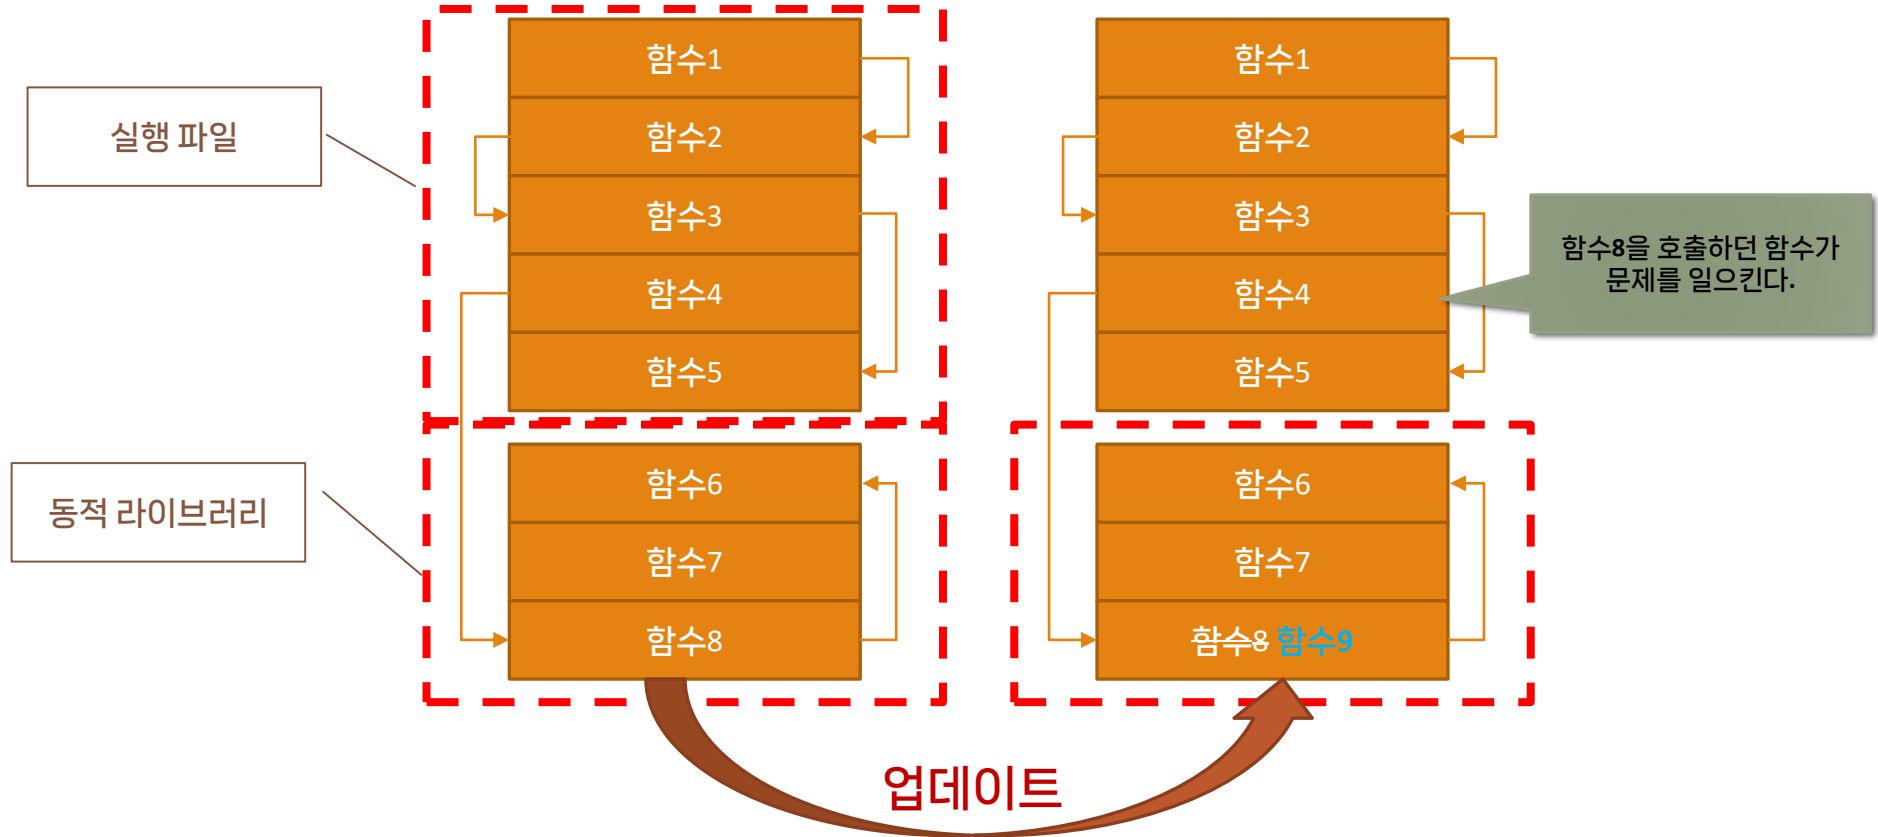 실행 파일
동적 라이브러리
함수1
함수2
함수3
함수4
함수5
함수6
함수7
함수8
함수1
함수2
함수3
함수4
함수5
함수6
함수7
함수8 함수9
함수8을 호출하던 함수가
문제를 일으킨다.
업데이트